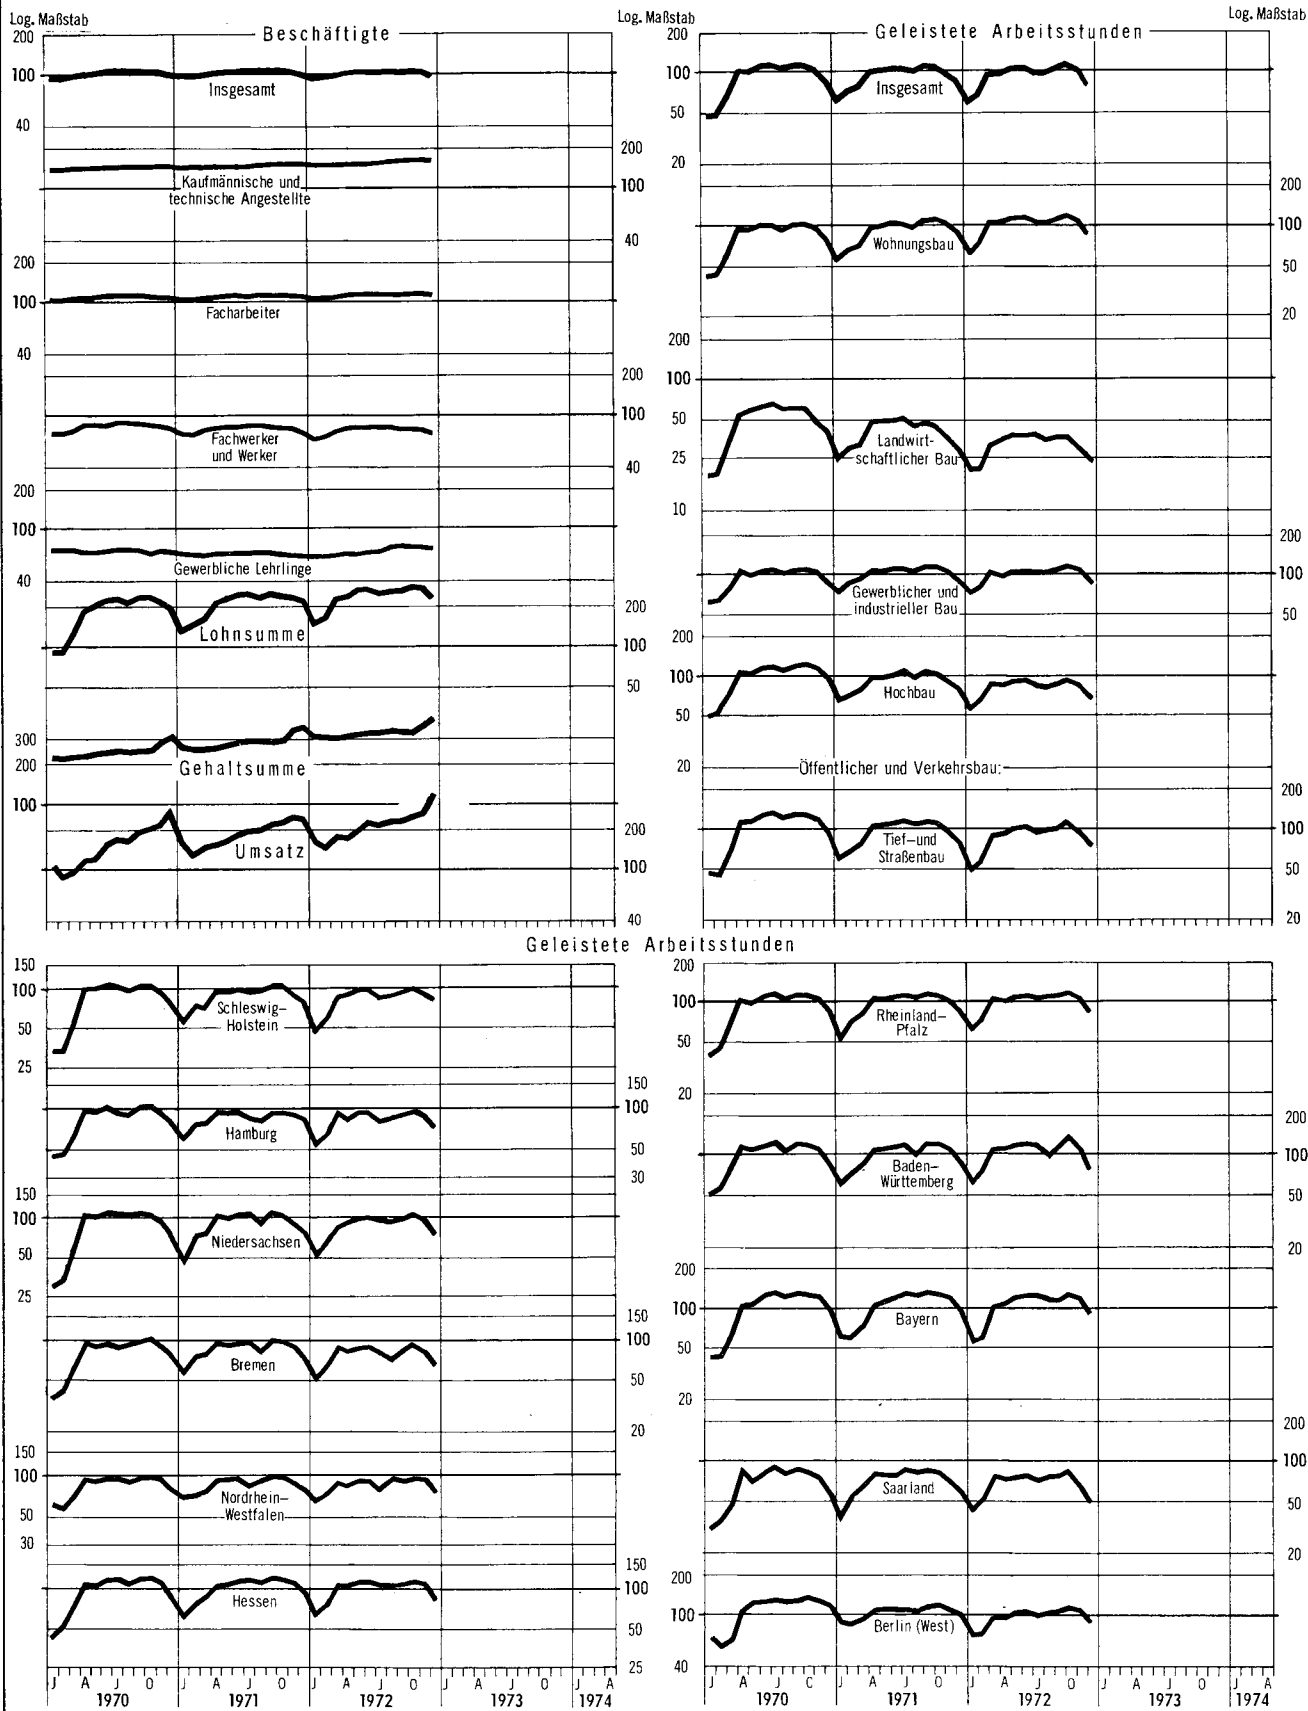 Log. Maßstab
Beschäftigte
200
100
Insgesamt
40
200
Kaufmännische und
technische Angestellte
100
40
200
100
Facharbeiter
40
200
100
Fachwerker
und Werker
40
200
100
Gewerbliche Lehrlinge
40
200
Lohnsumme
100
50
300
200
Gehaltsumme
100
200
Umsatz
100
40
Log. Maßstab
Geleistete Arbeitsstunden
Log. Maßstab
200
100
Insgesamt
50
20
200
100
Wohnungsbau
50
20
200
100
50
Landwirt-
schaftlicher Bau
25
10
200
100
Gewerblicher und
industrieller Bau
50
200
100
Hochbau
50
20
Öffentlicher und Verkehrsbau:
200
100
Tief-und
Straßenbau
50
20
Geleistete Arbeitsstunden
150
100
Schleswig-
Holstein
50
25
150
100
Hamburg
50
30
150
100
Niedersachsen
50
25
150
100
Bremen
50
20
150
100
Nordrhein-
Westfalen
50
30
150
100
Hessen
50
25
J A J O J A J O J A J O J A J O J A
1970 1971 1972 1973 1974
200
100
Rheinland-
Pfalz
50
20
200
100
Baden-
Württemberg
50
20
200
100
Bayern
50
20
200
100
Saarland
50
20
200
100
Berlin (West)
40
J A J C J A J O J A J O J A J O J A
1970 1971 1972 1973 1974